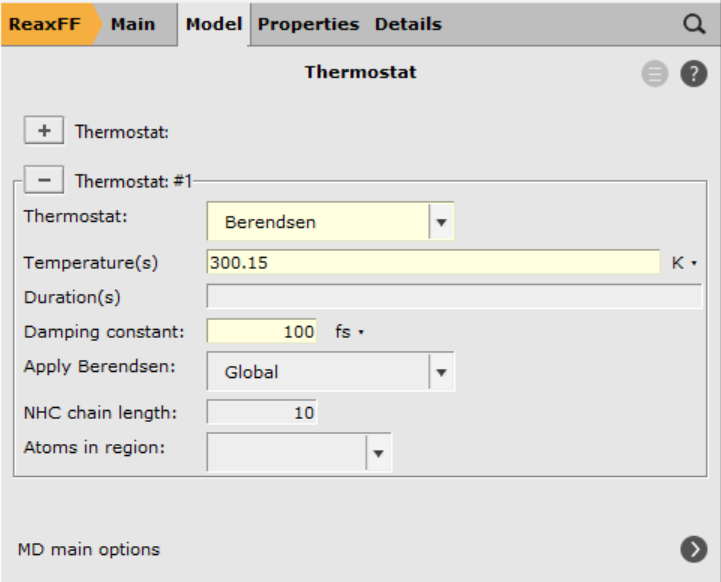 ReaxFF Main Model Properties Details
Thermostat
?
+ Thermostat:
− Thermostat: #1
Thermostat: Berendsen
Temperature(s) 300.15 K
Duration(s)
Damping constant: 100 fs
Apply Berendsen: Global
NHC chain length: 10
Atoms in region:
MD main options